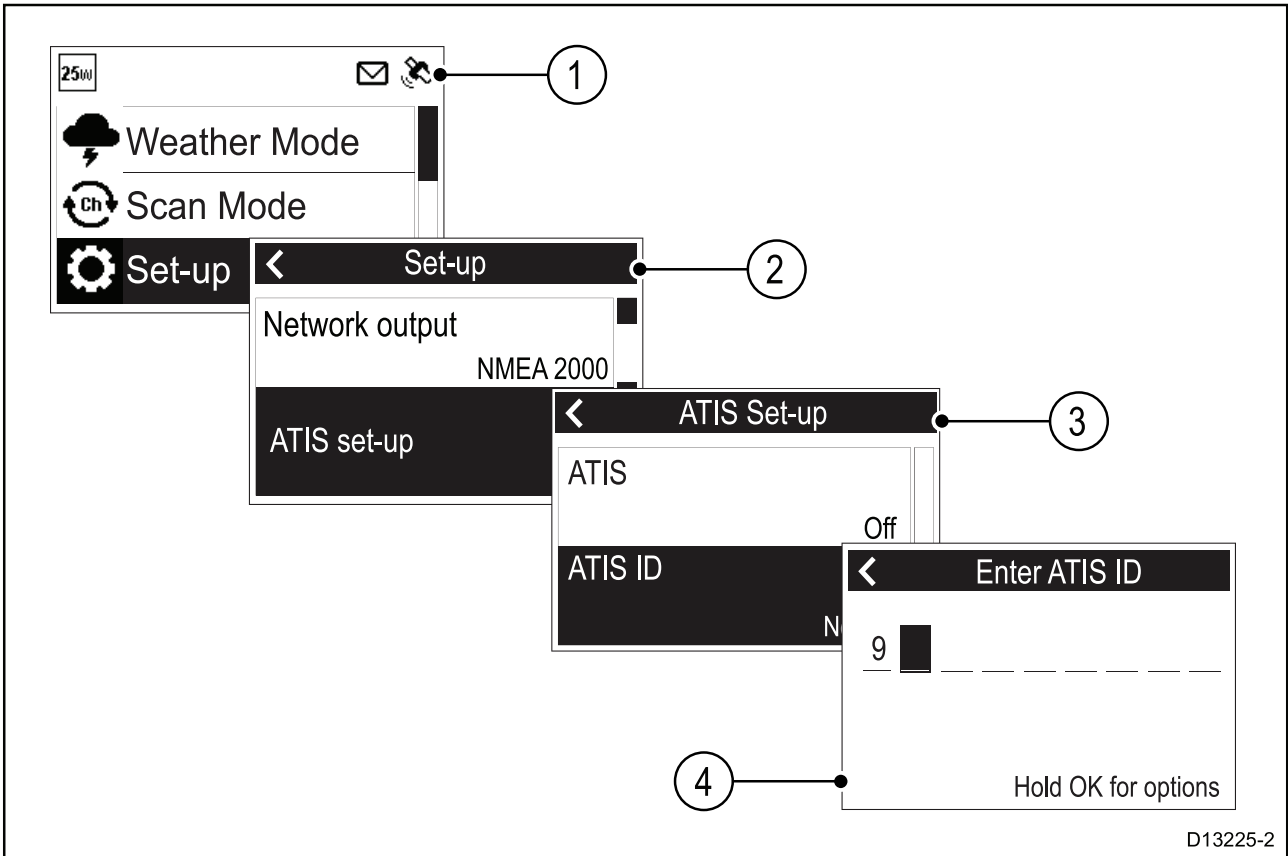 25W
1
Weather Mode
Ch
Scan Mode
Set-up
Set-up
2
Network output
NMEA 2000
ATIS set-up
ATIS Set-up
3
ATIS
Off
ATIS ID
Enter ATIS ID
9
4
Hold OK for options
D13225-2